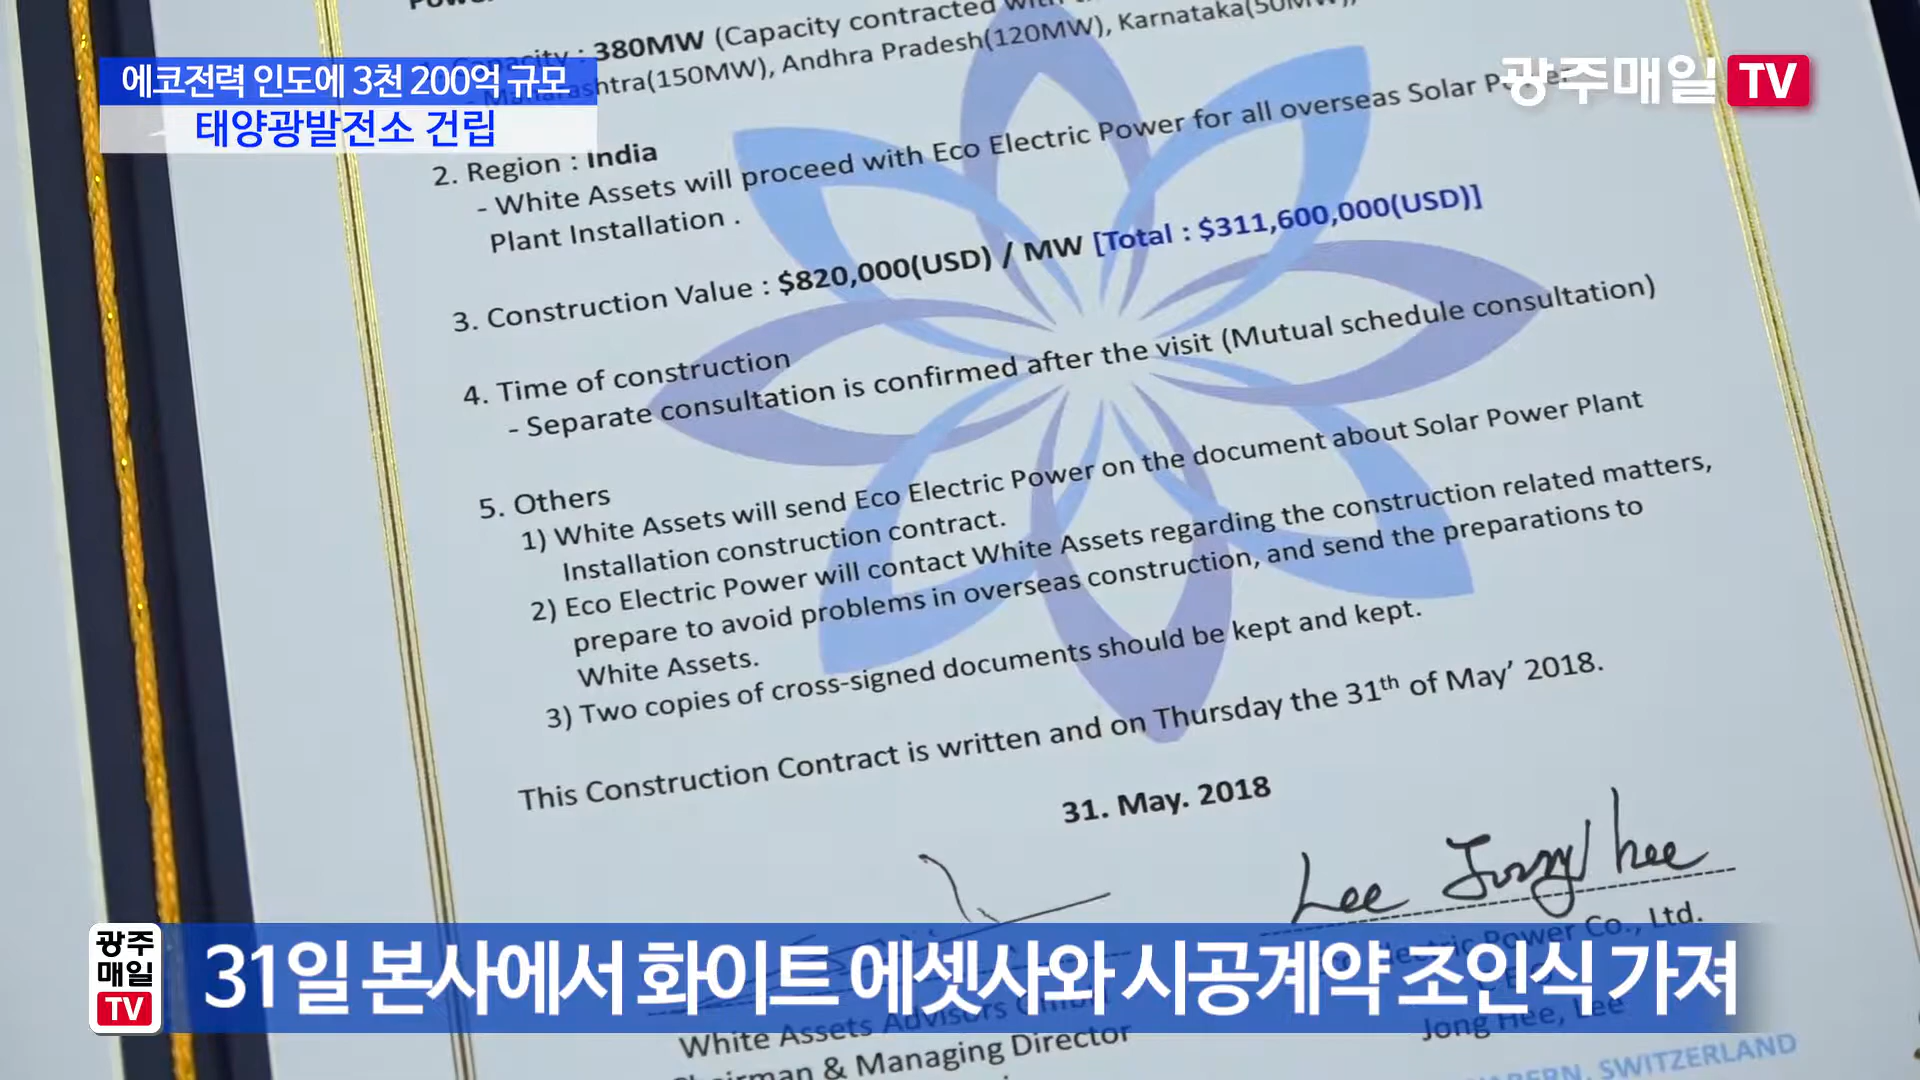 1. Capacity : 380MW (Capacity contracted with
Maharashtra(150MW), Andhra Pradesh(120MW), Karnataka(50MW),
에코전력 인도에 3천 200억 규모
태양광발전소 건립
광주매일 TV
2. Region : India
- White Assets will proceed with Eco Electric Power for all overseas Solar Power
Plant Installation .
3. Construction Value : $820,000(USD) / MW [Total : $311,600,000(USD)]
4. Time of construction
- Separate consultation is confirmed after the visit (Mutual schedule consultation)
5. Others
1) White Assets will send Eco Electric Power on the document about Solar Power Plant
Installation construction contract.
2) Eco Electric Power will contact White Assets regarding the construction related matters,
prepare to avoid problems in overseas construction, and send the preparations to
White Assets.
3) Two copies of cross-signed documents should be kept and kept.
This Construction Contract is written and on Thursday the 31th of May’ 2018.
31. May. 2018
Lee Jong hee
Electric Power Co., Ltd.
광주
매일
TV
31일 본사에서 화이트 에셋사와 시공계약 조인식 가져
White Assets Advisors GmbH
Jong Hee, Lee
Chairman & Managing Director
SWITZERLAND